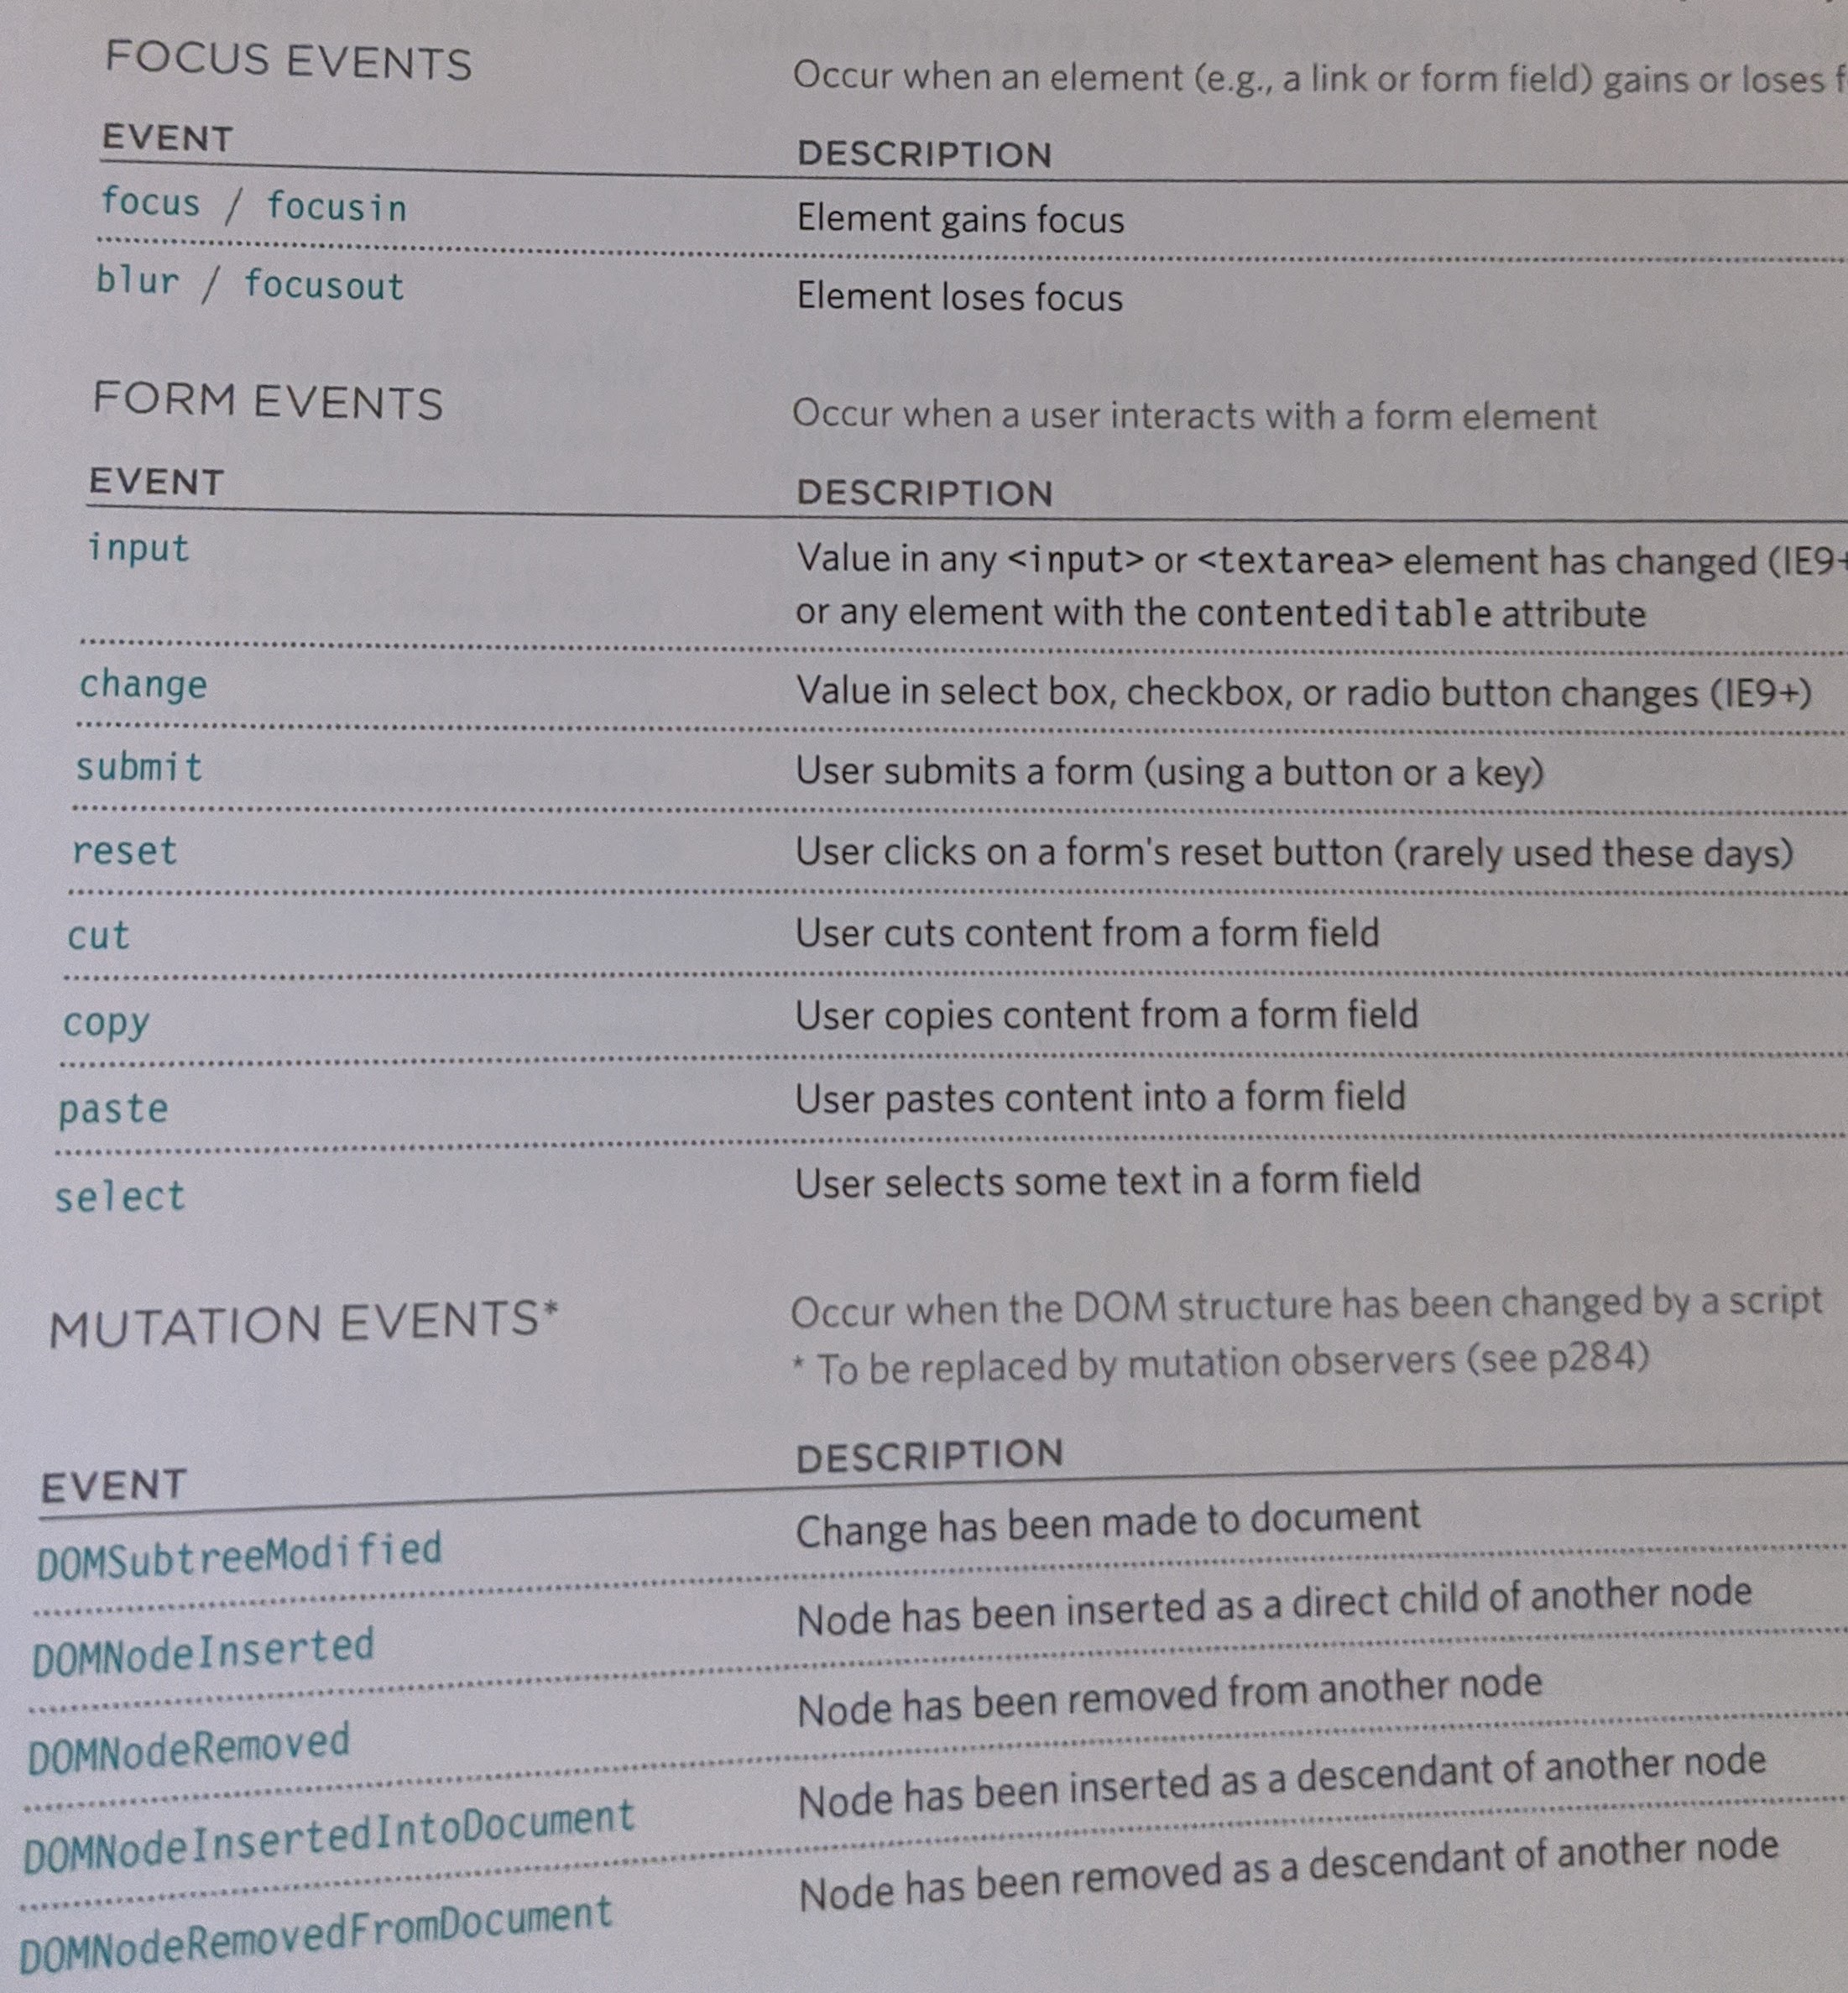 FOCUS EVENTS
Occur when an element (e.g., a link or form field) gains or loses
EVENT DESCRIPTION
focus / focusin Element gains focus
blur / focusout Element loses focus
FORM EVENTS
Occur when a user interacts with a form element
EVENT DESCRIPTION
input Value in any <input> or <textarea> element has changed (IE9+
or any element with the contenteditable attribute
change Value in select box, checkbox, or radio button changes (IE9+)
submit User submits a form (using a button or a key)
reset User clicks on a form's reset button (rarely used these days)
cut User cuts content from a form field
copy User copies content from a form field
paste User pastes content into a form field
select User selects some text in a form field
MUTATION EVENTS*
Occur when the DOM structure has been changed by a script
* To be replaced by mutation observers (see p284)
EVENT DESCRIPTION
DOMSubtreeModified Change has been made to document
DOMNodeInserted Node has been inserted as a direct child of another node
DOMNodeRemoved Node has been removed from another node
DOMNodeInsertedIntoDocument Node has been inserted as a descendant of another node
DOMNodeRemovedFromDocument Node has been removed as a descendant of another node